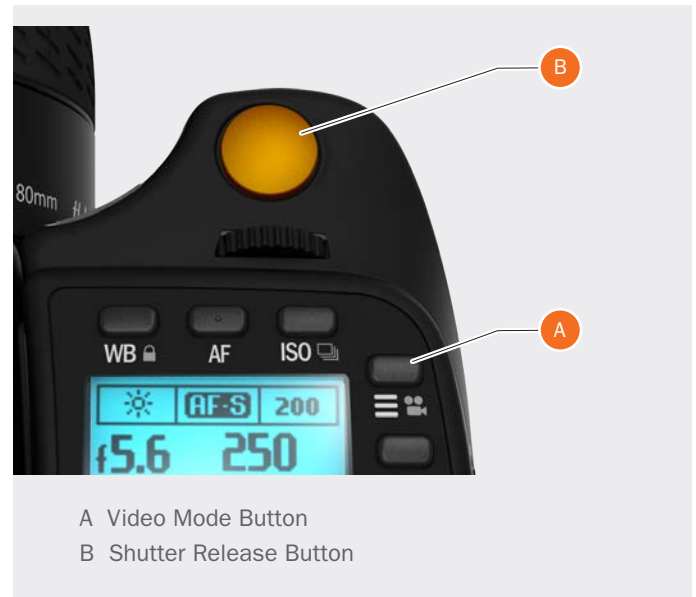 B
80mm
WB AF ISO
A
AF-S 200
f5.6 250
A Video Mode Button
B Shutter Release Button